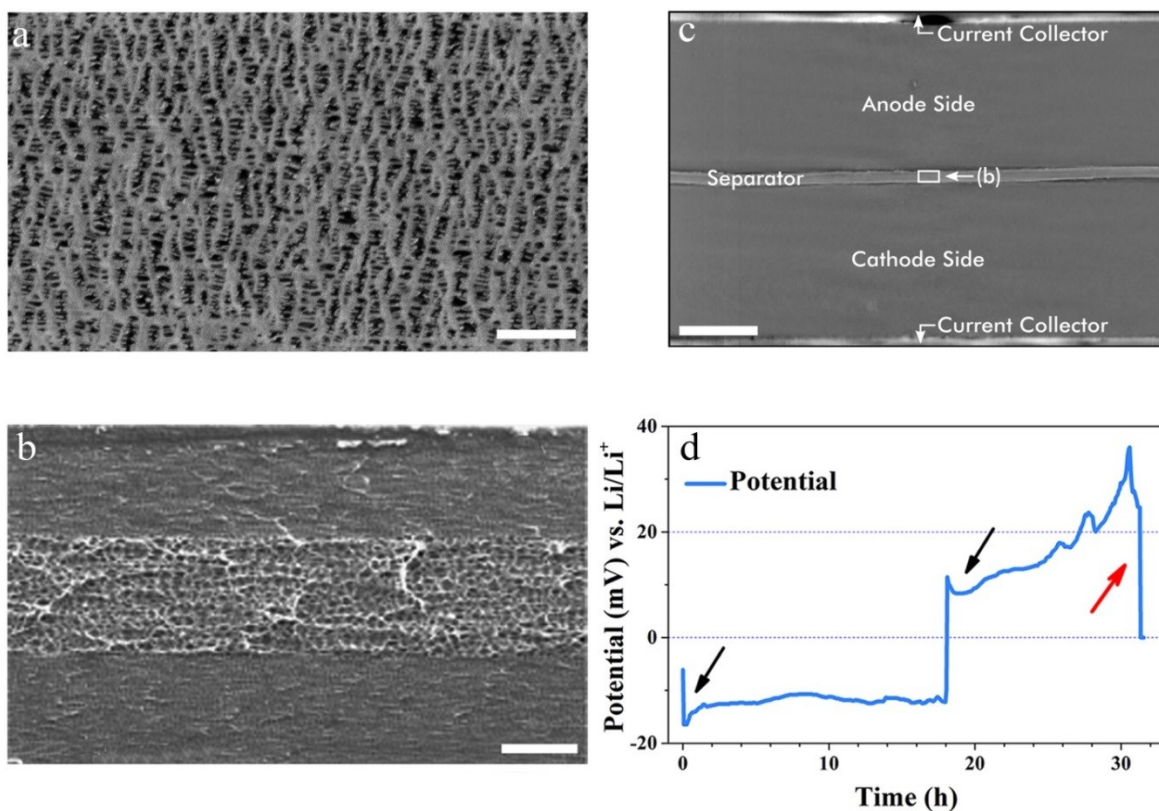 a
c
Current Collector
Anode Side
Separator
(b)
Cathode Side
Current Collector
b
d
Potential
Potential (mV) vs. Li/Li⁺
40
20
0
-20
0
10
20
30
Time (h)